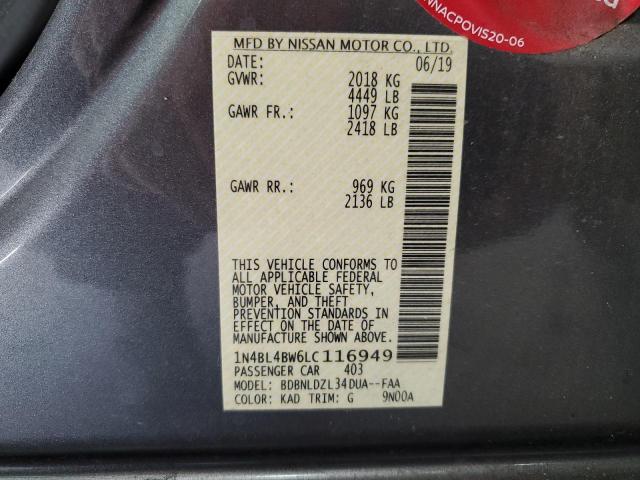 NNACPOVIS20-06
MFD BY NISSAN MOTOR CO., LTD.
DATE: 06/19
GVWR: 2018 KG
4449 LB
GAWR FR.: 1097 KG
2418 LB
GAWR RR.: 969 KG
2136 LB
THIS VEHICLE CONFORMS TO
ALL APPLICABLE FEDERAL
MOTOR VEHICLE SAFETY,
BUMPER, AND THEFT
PREVENTION STANDARDS IN
EFFECT ON THE DATE OF
MANUFACTURE SHOWN ABOVE.
1N4BL4BW6LC116949
PASSENGER CAR 403
MODEL: BDBNLDZL34DUA--FAA
COLOR: KAD TRIM: G 9N00A